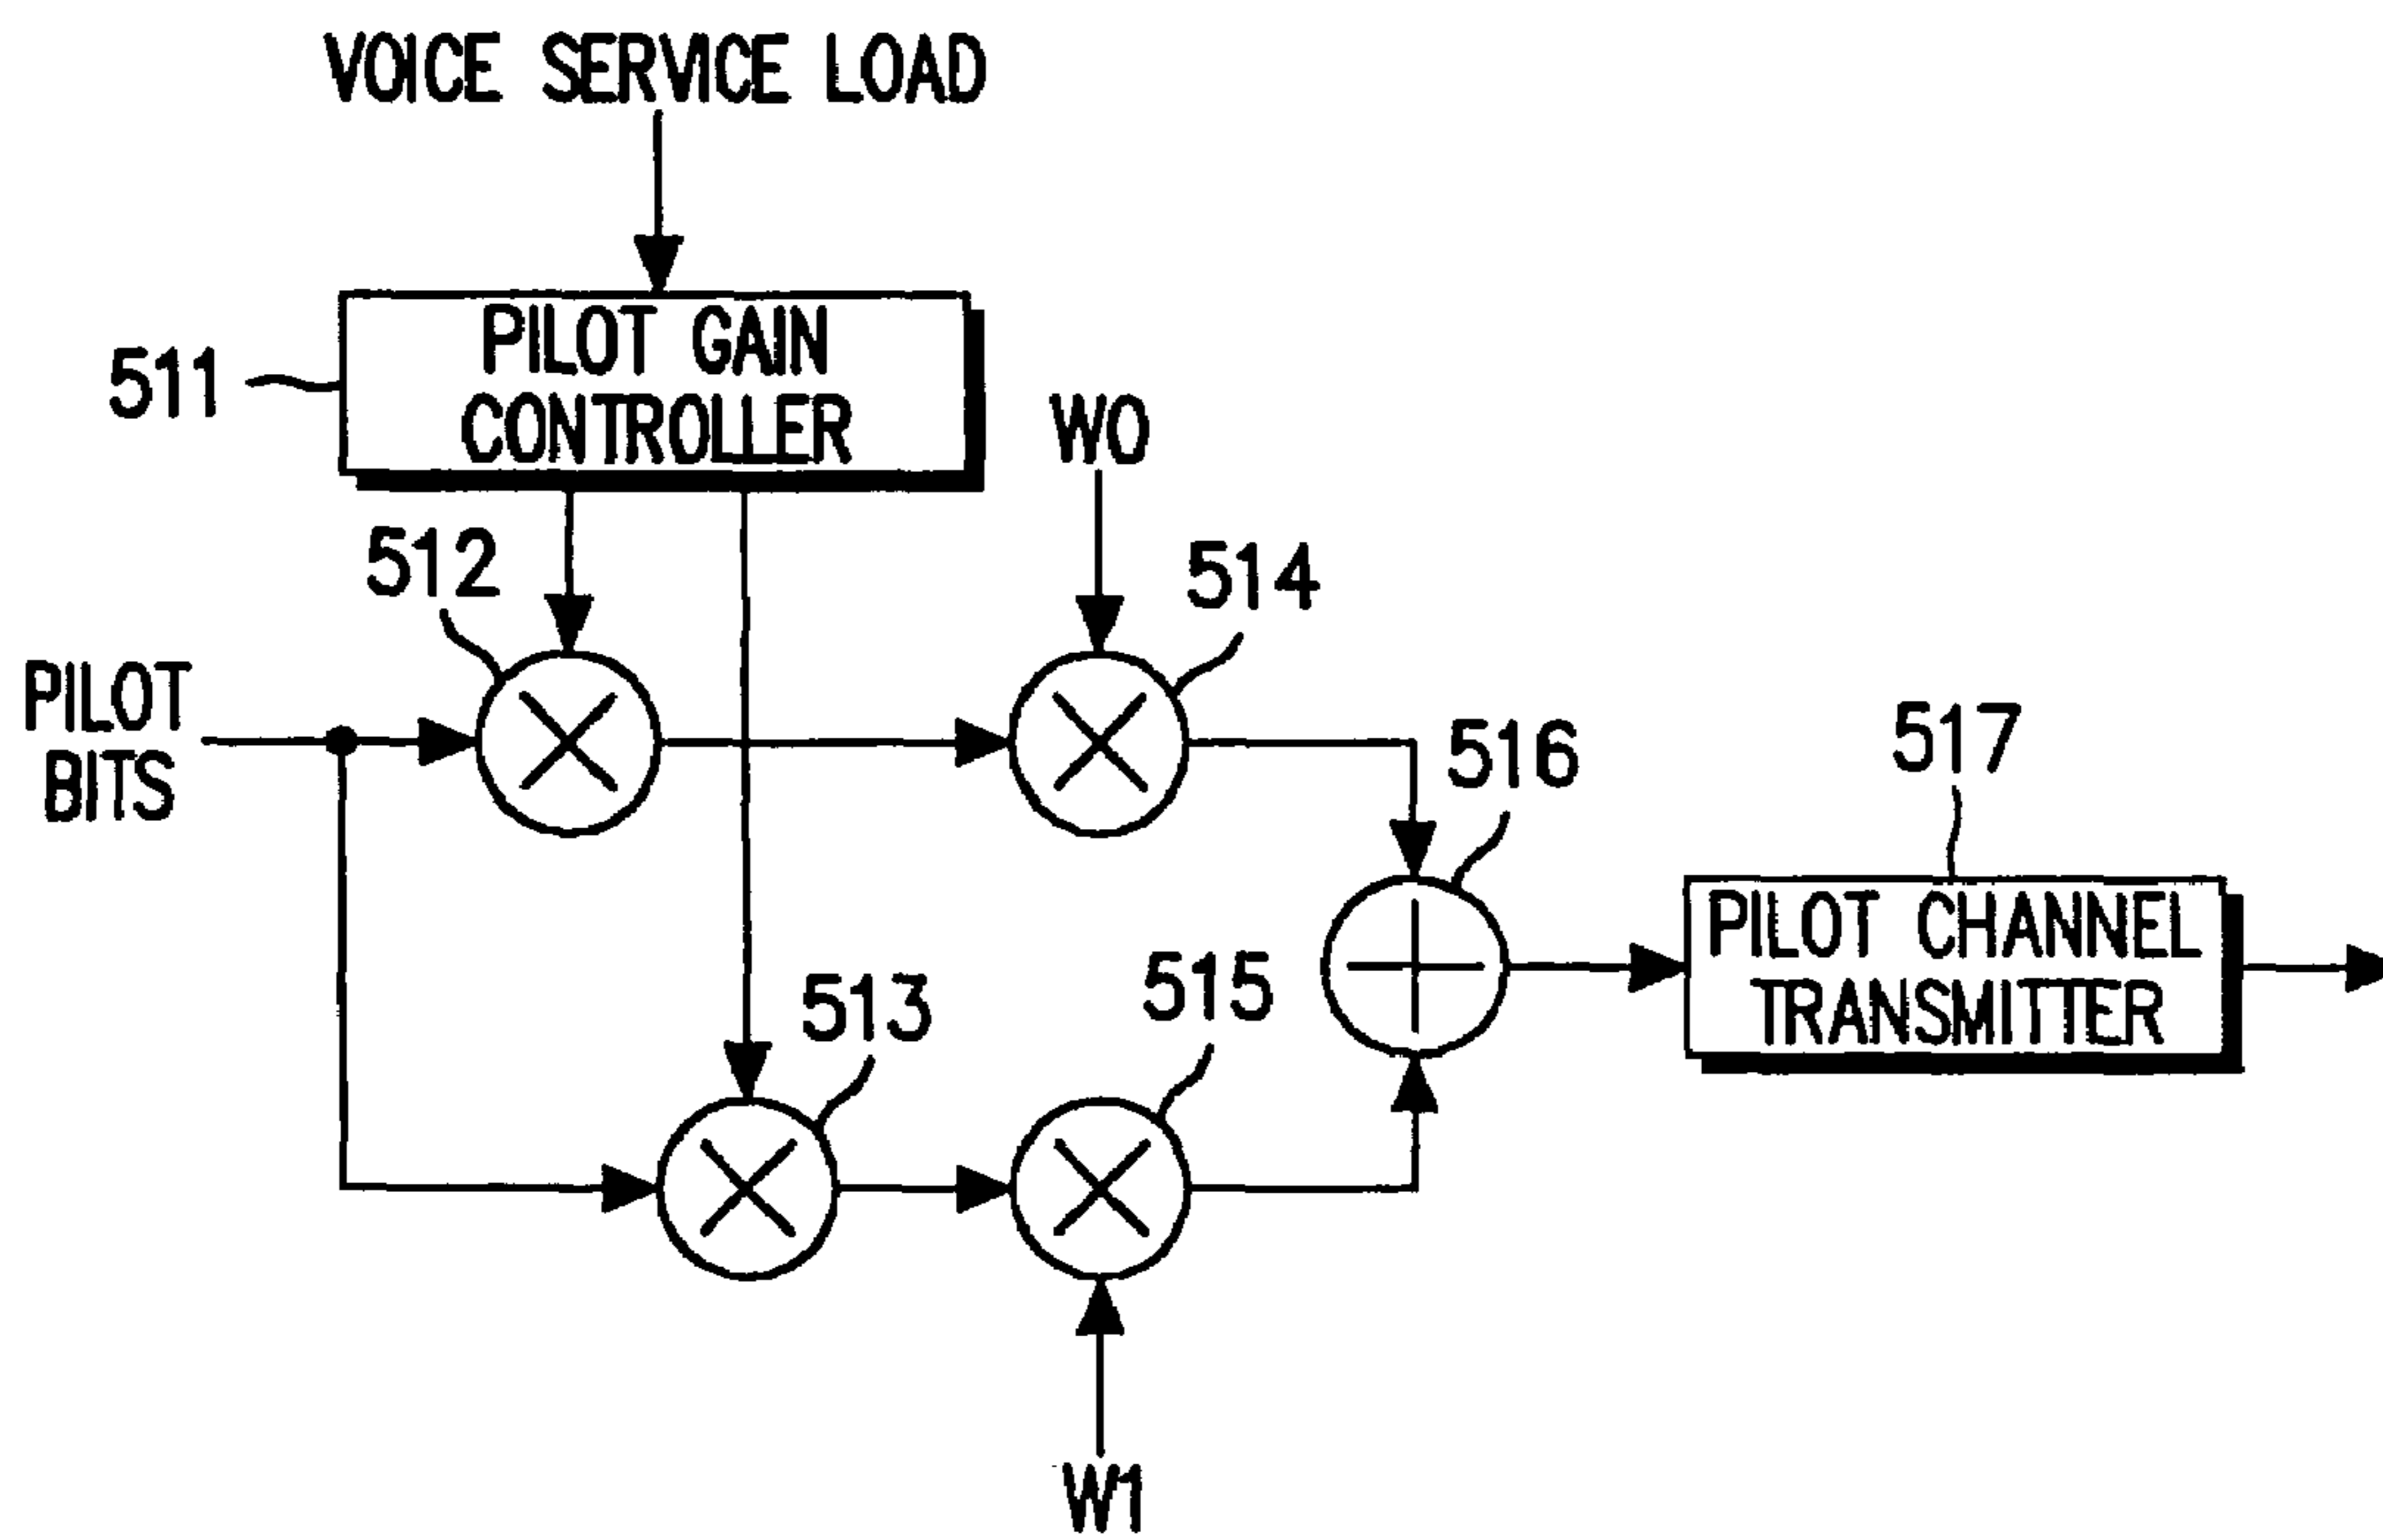 VOICE SERVICE LOAD
PILOT GAIN
CONTROLLER
511
W0
512
514
PILOT
BITS
516
517
PILOT CHANNEL
TRANSMITTER
513
515
W1